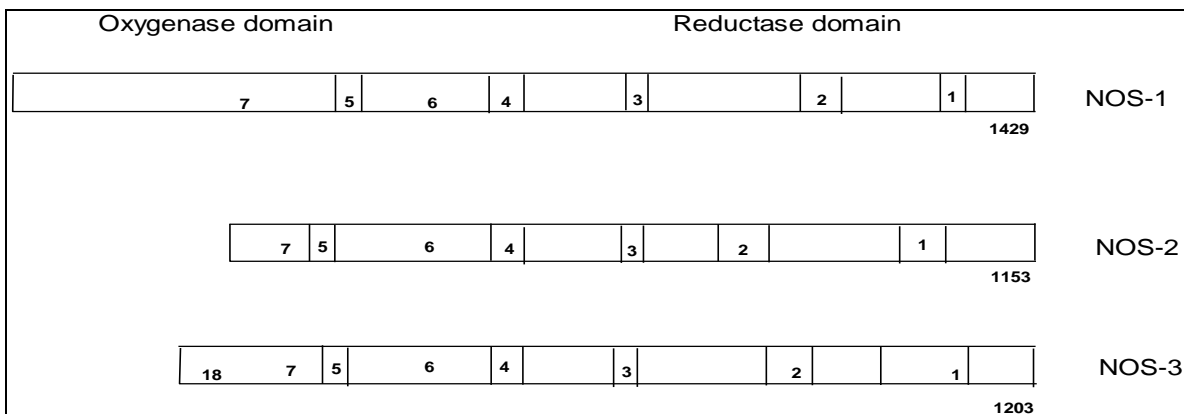 Oxygenase domain Reductase domain
7 5 6 4 3 2 1 NOS-1
1429
7 5 6 4 3 2 1 NOS-2
1153
18 7 5 6 4 3 2 1 NOS-3
1203